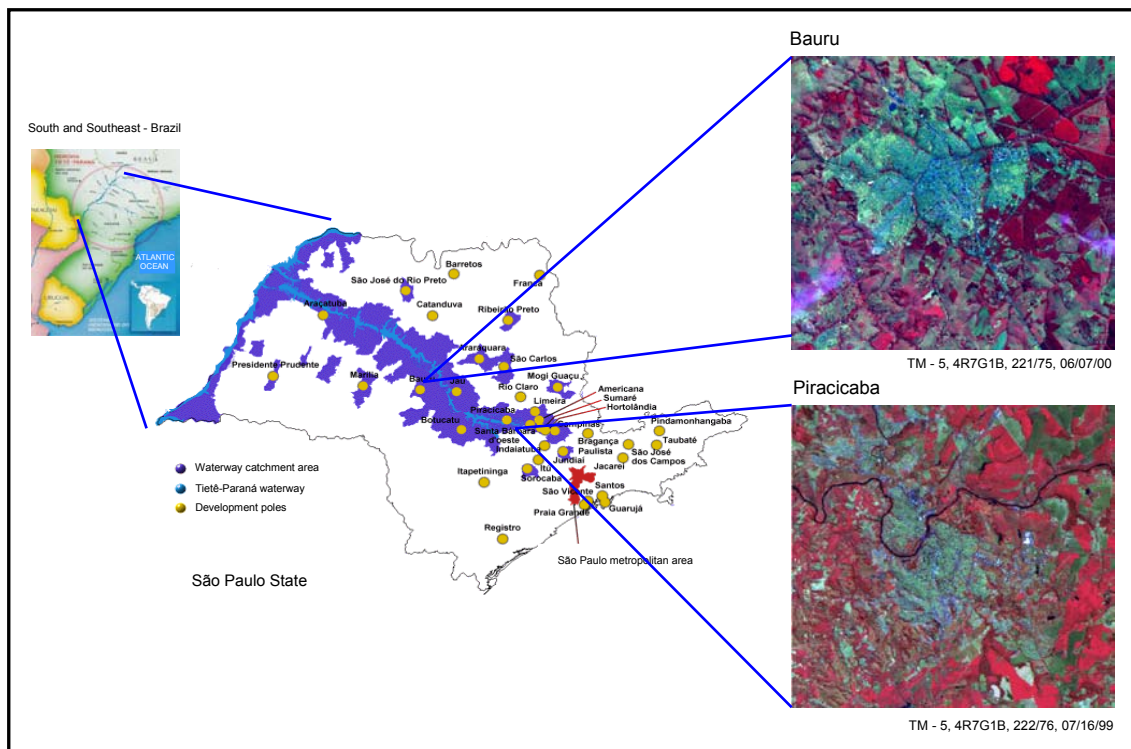 Bauru
South and Southeast - Brazil
ATLANTIC
OCEAN
TM - 5, 4R7G1B, 221/75, 06/07/00
Piracicaba
Barretos
Franca
São José do Rio Preto
Catanduva
Araçatuba
Ribeirão Preto
Araraquara
São Carlos
Presidente Prudente
Marília
Bauru
Jaú
Mogi Guaçu
Rio Claro
Americana
Sumaré
Hortolândia
Limeira
Piracicaba
Pindamonhangaba
Botucatu
Santa Bárbara
d'oeste
Campinas
Indaiatuba
Bragança
Paulista
Taubaté
São José
dos Campos
Jundiaí
Jacareí
Itapetininga
Itú
Sorocaba
São Vicente
Santos
Praia Grande
Guarujá
Registro
Waterway catchment area
Tietê-Paraná waterway
Development poles
São Paulo State
São Paulo metropolitan area
TM - 5, 4R7G1B, 222/76, 07/16/99